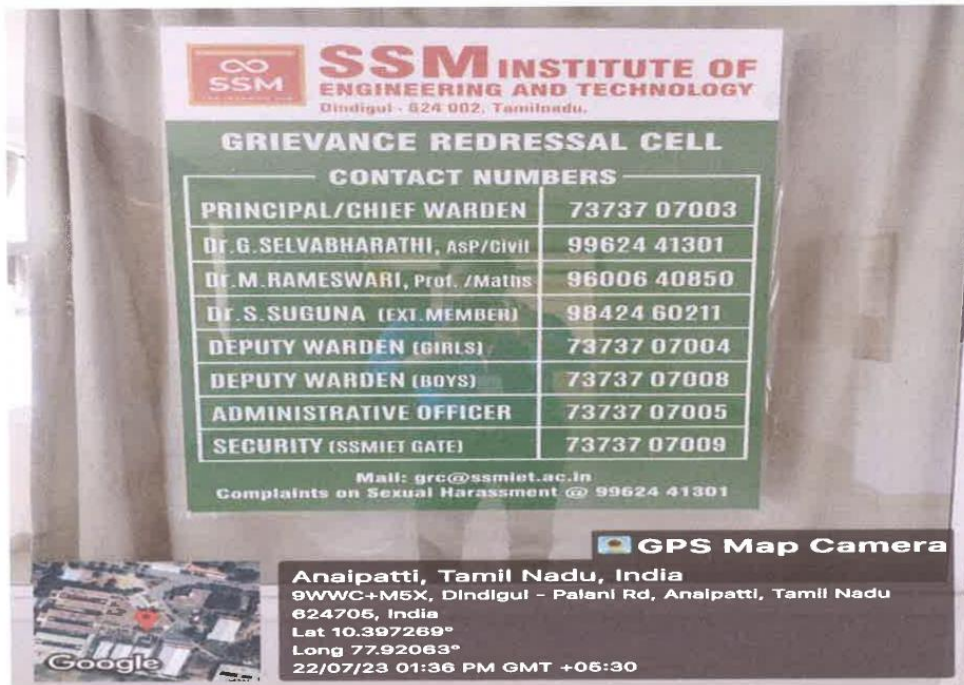 SSM
SSM INSTITUTE OF
ENGINEERING AND TECHNOLOGY
Dindigul - 624 002. Tamilnadu.
GRIEVANCE REDRESSAL CELL
CONTACT NUMBERS
PRINCIPAL/CHIEF WARDEN 73737 07003
Dr.G.SELVABHARATHI, AsP/Civil 99624 41301
Dr.M.RAMESWARI, Prof. /Maths 96006 40850
Dr.S.SUGUNA (EXT.MEMBER) 98424 60211
DEPUTY WARDEN (GIRLS) 73737 07004
DEPUTY WARDEN (BOYS) 73737 07008
ADMINISTRATIVE OFFICER 73737 07005
SECURITY (SSMIET GATE) 73737 07009
Mail: grc@ssmiet.ac.in
Complaints on Sexual Harassment @ 99624 41301
GPS Map Camera
Anaipatti, Tamil Nadu, India
9WWC+M5X, Dindigul - Palani Rd, Anaipatti, Tamil Nadu
624705, India
Lat 10.397269°
Long 77.92063°
22/07/23 01:36 PM GMT +05:30
Google